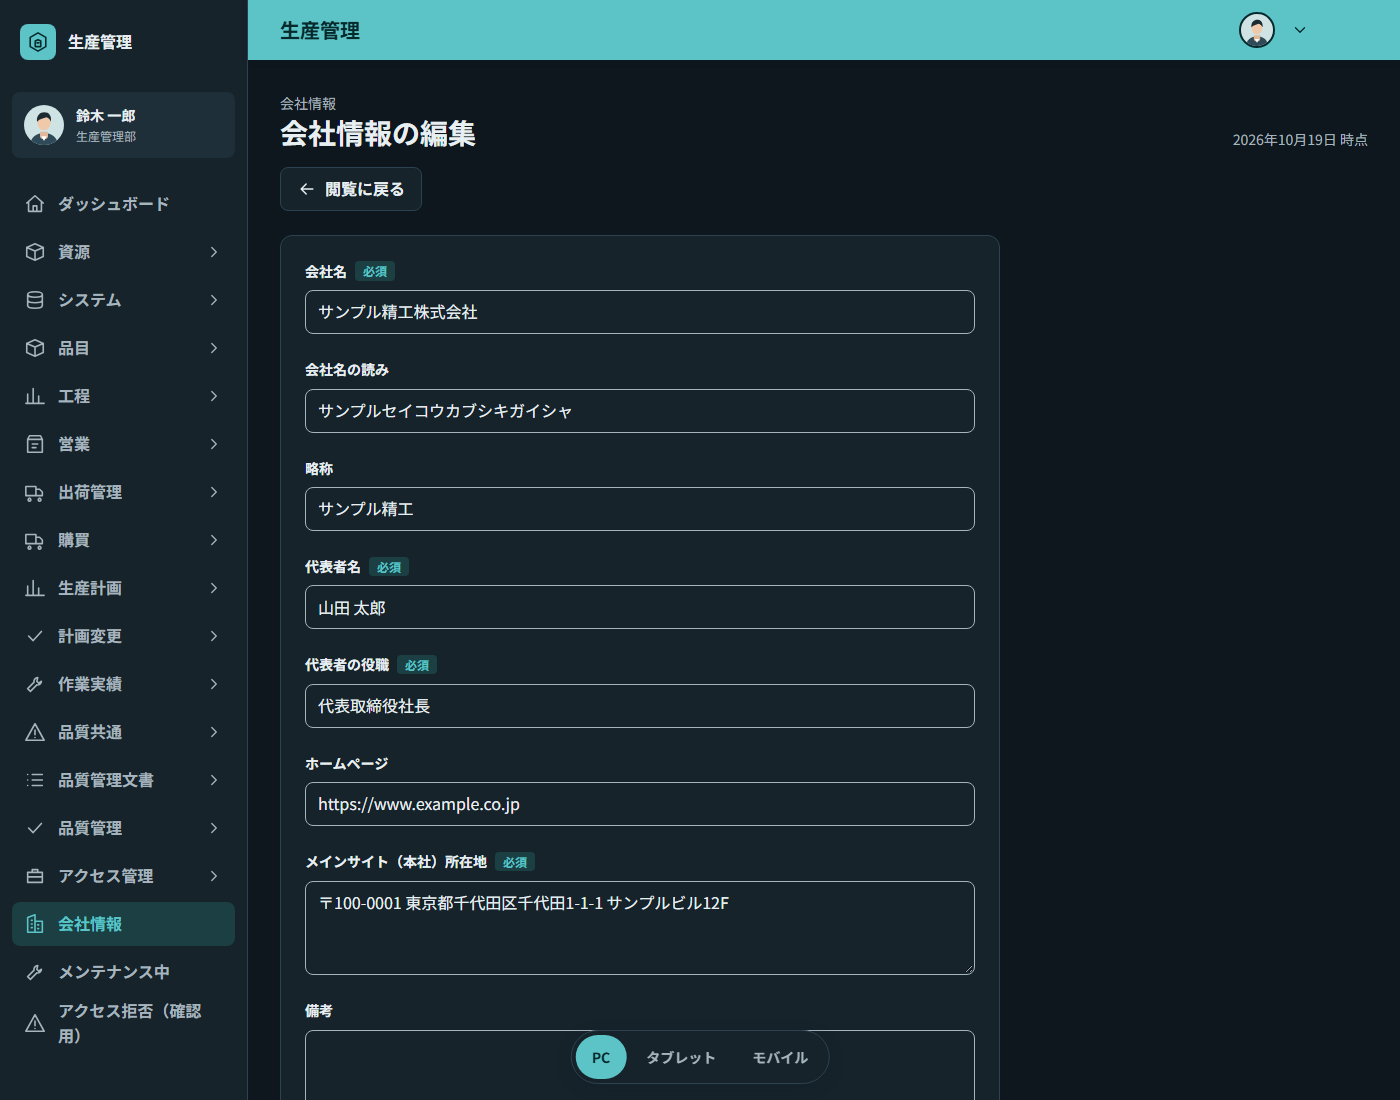 生産管理
鈴木 一郎
生産管理部
ダッシュボード
資源
システム
品目
工程
営業
出荷管理
購買
生産計画
計画変更
作業実績
品質共通
品質管理文書
品質管理
アクセス管理
会社情報
メンテナンス中
アクセス拒否（確認
用）
生産管理
会社情報
会社情報の編集
2026年10月19日 時点
閲覧に戻る
会社名 必須
サンプル精工株式会社
会社名の読み
サンプルセイコウカブシキガイシャ
略称
サンプル精工
代表者名 必須
山田 太郎
代表者の役職 必須
代表取締役社長
ホームページ
https://www.example.co.jp
メインサイト（本社）所在地 必須
〒100-0001 東京都千代田区千代田1-1-1 サンプルビル12F
備考
PC タブレット モバイル